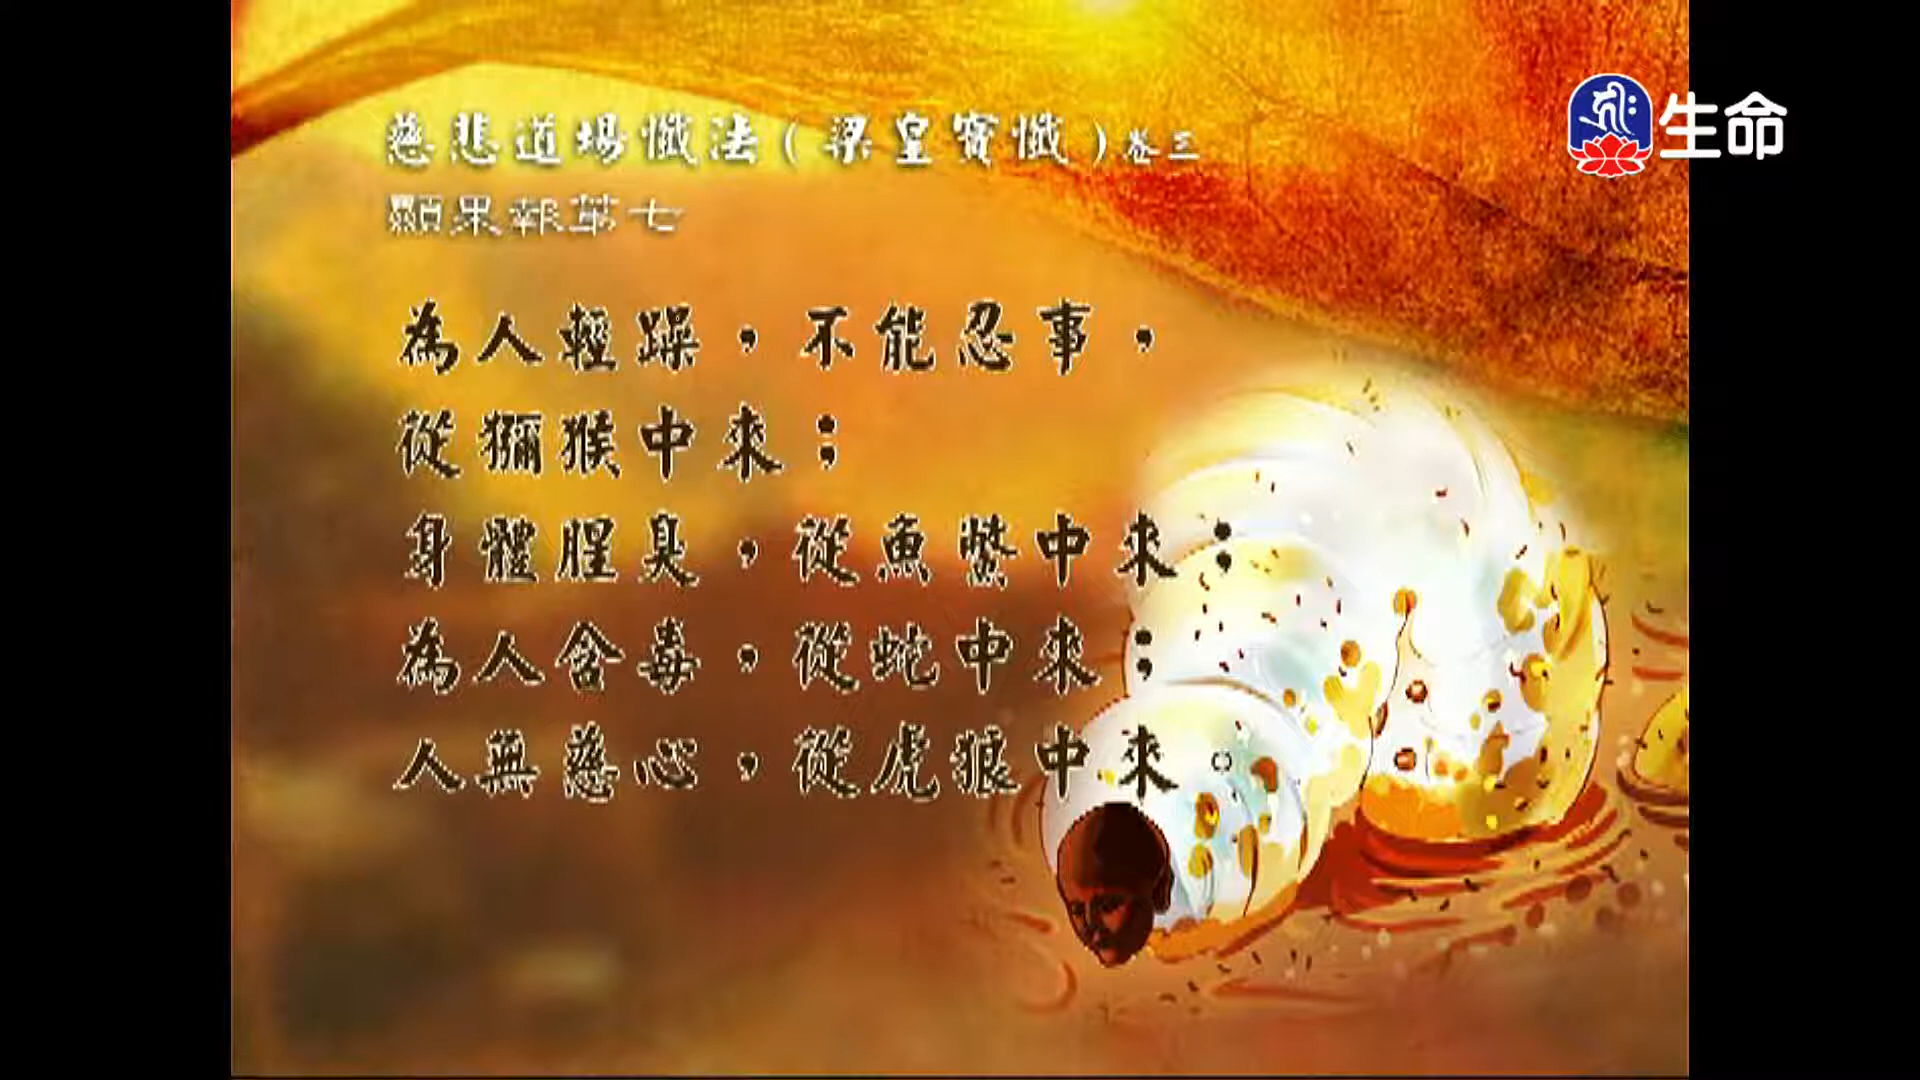 慈悲道場懺法(梁皇寶懺)卷三
顯果報第七
生命
為人輕躁，不能忍事，
從獼猴中來；
身體腥臭，從魚鱉中來；
為人含毒，從蛇中來；
人無慈心，從虎狼中來。